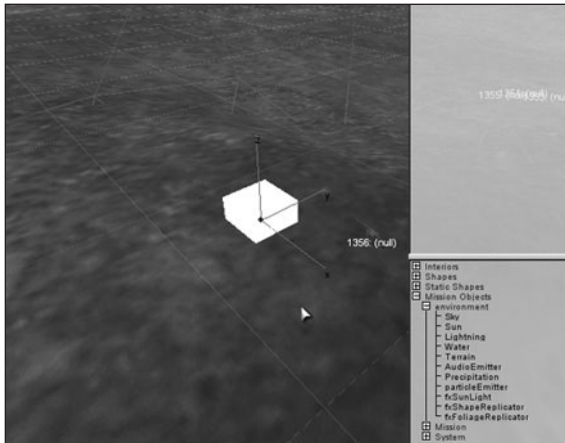 z
y
x
1356: (null)
Interiors
Shapes
Static Shapes
Mission Objects
environment
Sky
Sun
Lightning
Water
Terrain
AudioEmitter
Precipitation
particleEmitter
fxSunLight
fxShapeReplicator
fxFoliageReplicator
Mission
System